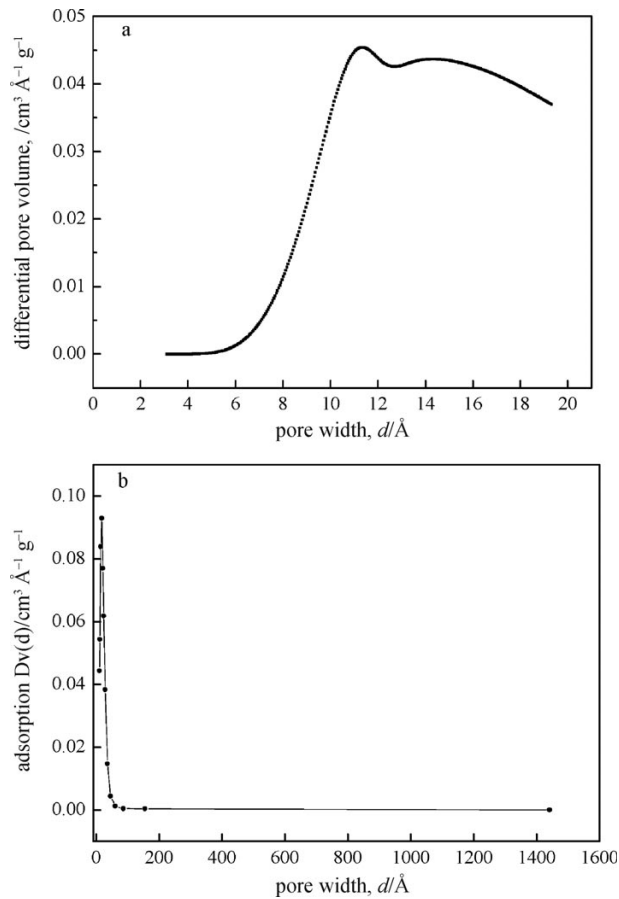 a
0.05
0.04
0.03
0.02
0.01
0.00
differential pore volume, /cm³ Å⁻¹ g⁻¹
0 2 4 6 8 10 12 14 16 18 20
pore width, d/Å
b
0.10
0.08
0.06
0.04
0.02
0.00
adsorption Dv(d)/cm³ Å⁻¹ g⁻¹
0 200 400 600 800 1000 1200 1400 1600
pore width, d/Å